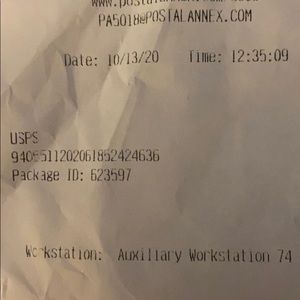 PA5018@POSTALANNEX.COM
Date: 10/13/20 Time: 12:35:09
USPS
9405511202061852424636
Package ID: 623597
Workstation: Auxiliary Workstation 74